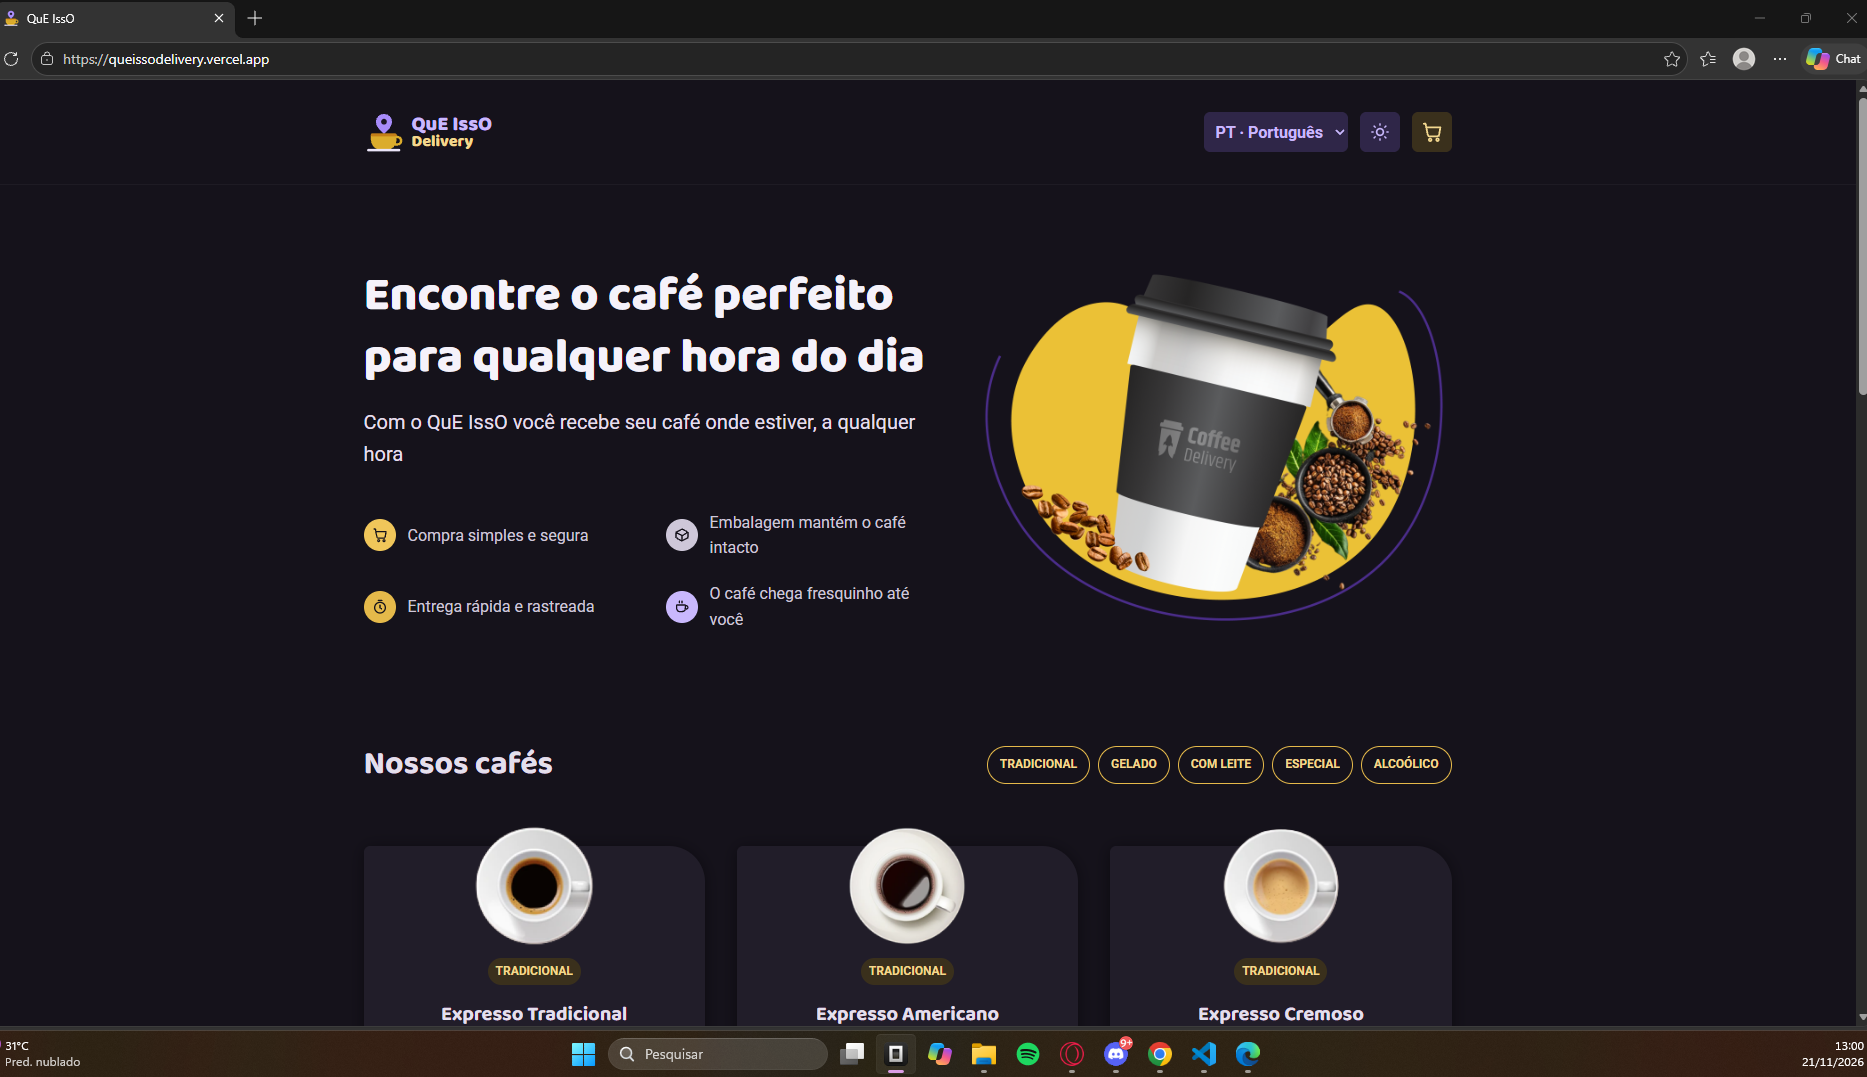 QuE IssO
https://queissodelivery.vercel.app
Chat
QuE IssO
Delivery
PT · Português
Encontre o café perfeito
para qualquer hora do dia
Com o QuE IssO você recebe seu café onde estiver, a qualquer
hora
Compra simples e segura
Embalagem mantém o café
intacto
Entrega rápida e rastreada
O café chega fresquinho até
você
Coffee
Delivery
Nossos cafés
TRADICIONAL
GELADO
COM LEITE
ESPECIAL
ALCOÓLICO
TRADICIONAL
Expresso Tradicional
TRADICIONAL
Expresso Americano
TRADICIONAL
Expresso Cremoso
31°C
Pred. nublado
Pesquisar
9+
13:00
21/11/2026